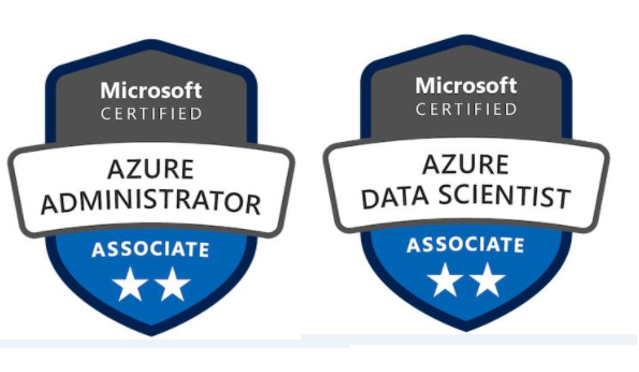 Microsoft
CERTIFIED
AZURE
ADMINISTRATOR
ASSOCIATE
Microsoft
CERTIFIED
AZURE
DATA SCIENTIST
ASSOCIATE